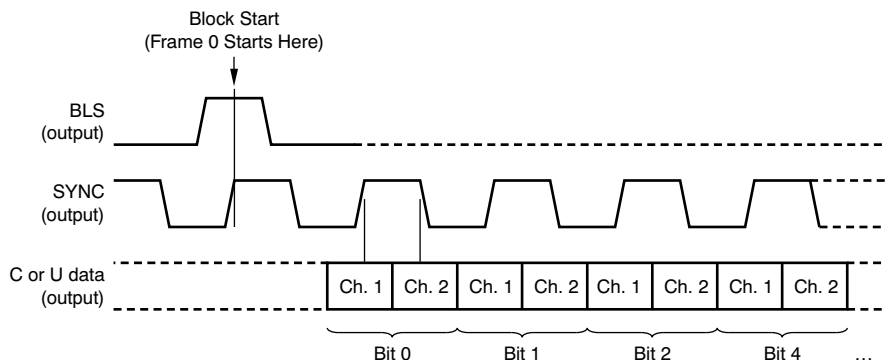 Block Start
(Frame 0 Starts Here)
BLS
(output)
SYNC
(output)
C or U data
(output)
Ch. 1 Ch. 2 Ch. 1 Ch. 2 Ch. 1 Ch. 2 Ch. 1 Ch. 2
Bit 0 Bit 1 Bit 2 Bit 4 ...